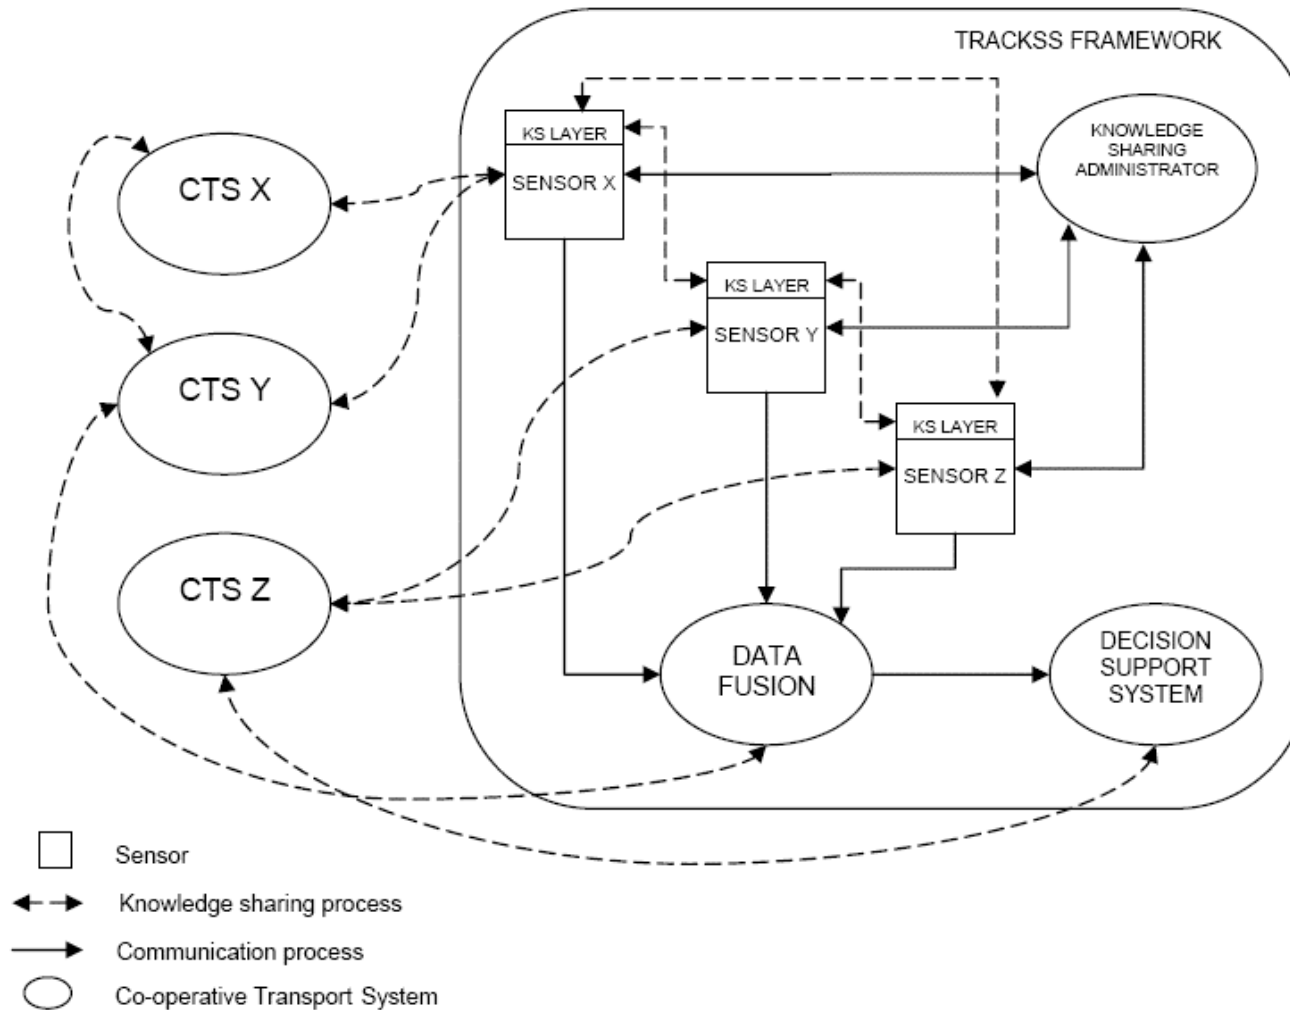 TRACKSS FRAMEWORK
KS LAYER
SENSOR X
KNOWLEDGE
SHARING
ADMINISTRATOR
CTS X
KS LAYER
SENSOR Y
CTS Y
KS LAYER
SENSOR Z
CTS Z
DATA
FUSION
DECISION
SUPPORT
SYSTEM
Sensor
Knowledge sharing process
Communication process
Co-operative Transport System